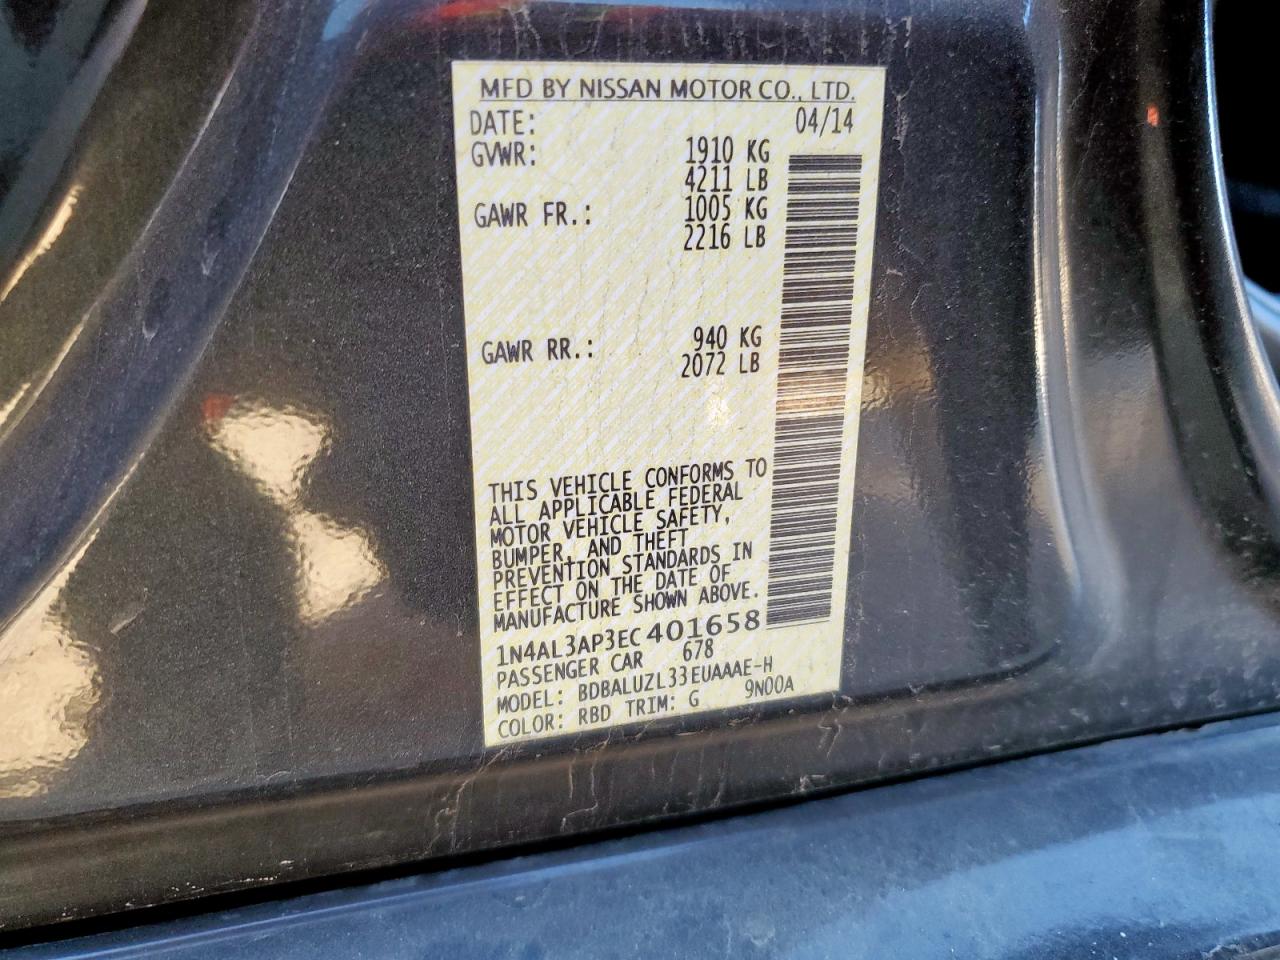 MFD BY NISSAN MOTOR CO., LTD.
DATE: 04/14
GVWR: 1910 KG
4211 LB
GAWR FR.: 1005 KG
2216 LB
GAWR RR.: 940 KG
2072 LB
THIS VEHICLE CONFORMS TO
ALL APPLICABLE FEDERAL
MOTOR VEHICLE SAFETY,
BUMPER, AND THEFT
PREVENTION STANDARDS IN
EFFECT ON THE DATE OF
MANUFACTURE SHOWN ABOVE.
1N4AL3AP3EC401658
PASSENGER CAR 678
MODEL: BDBALUZL33EUAAAE-H
COLOR: RBD TRIM: G 9N00A